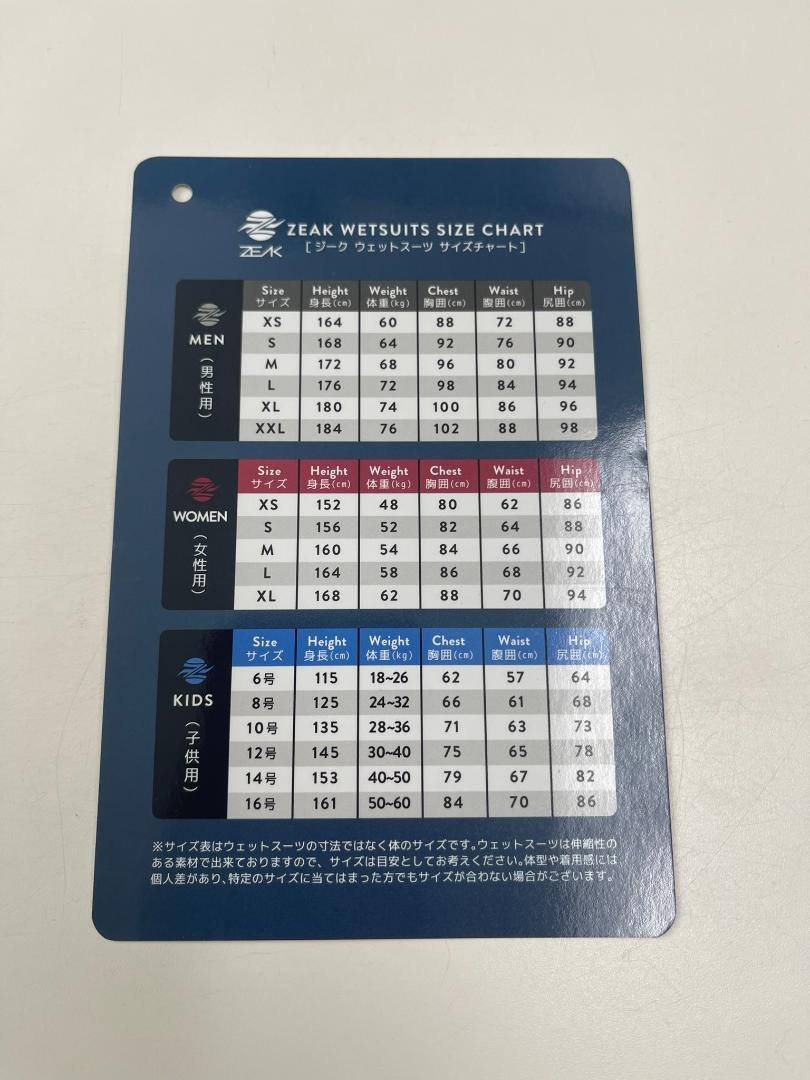 ZEAK WETSUITS SIZE CHART
ZEAK
[ジーク ウェットスーツ サイズチャート]
MEN
(男性用)
Size Height Weight Chest Waist Hip
サイズ 身長(cm) 体重(kg) 胸囲(cm) 腹囲(cm) 尻囲(cm)
XS 164 60 88 72 88
S 168 64 92 76 90
M 172 68 96 80 92
L 176 72 98 84 94
XL 180 74 100 86 96
XXL 184 76 102 88 98
WOMEN
(女性用)
Size Height Weight Chest Waist Hip
サイズ 身長(cm) 体重(kg) 胸囲(cm) 腹囲(cm) 尻囲(cm)
XS 152 48 80 62 86
S 156 52 82 64 88
M 160 54 84 66 90
L 164 58 86 68 92
XL 168 62 88 70 94
KIDS
(子供用)
Size Height Weight Chest Waist Hip
サイズ 身長(cm) 体重(kg) 胸囲(cm) 腹囲(cm) 尻囲(cm)
6号 115 18~26 62 57 64
8号 125 24~32 66 61 68
10号 135 28~36 71 63 73
12号 145 30~40 75 65 78
14号 153 40~50 79 67 82
16号 161 50~60 84 70 86
※サイズ表はウェットスーツの寸法ではなく体のサイズです。ウェットスーツは伸縮性の
ある素材で出来ておりますので、サイズは目安としてお考えください。体型や着用感には
個人差があり、特定のサイズに当てはまった方でもサイズが合わない場合がございます。